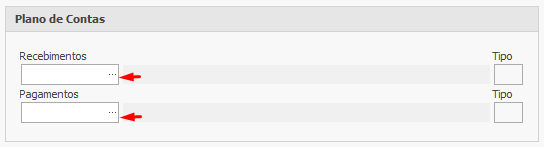 Plano de Contas
Recebimentos Tipo
...
Pagamentos Tipo
...